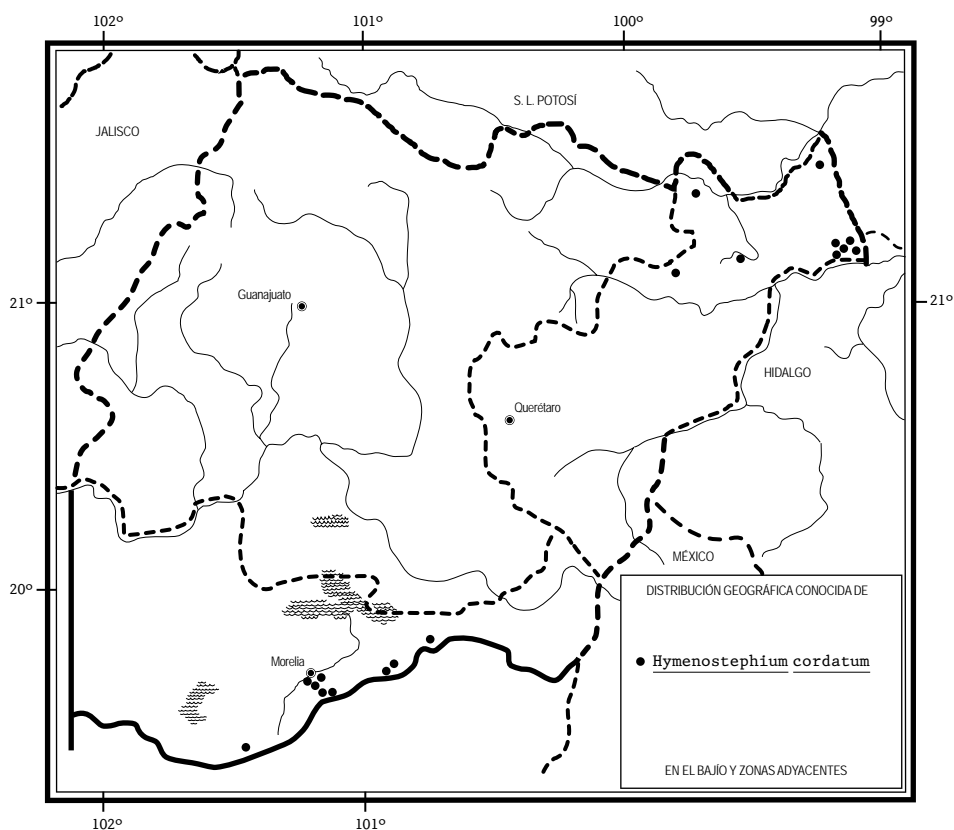 102º 101º 100º 99º
S. L. POTOSÍ
JALISCO
Guanajuato
21º 21º
HIDALGO
Querétaro
MÉXICO
20º
DISTRIBUCIÓN GEOGRÁFICA CONOCIDA DE
Morelia
Hymenostephium cordatum
EN EL BAJÍO Y ZONAS ADYACENTES
102º 101º